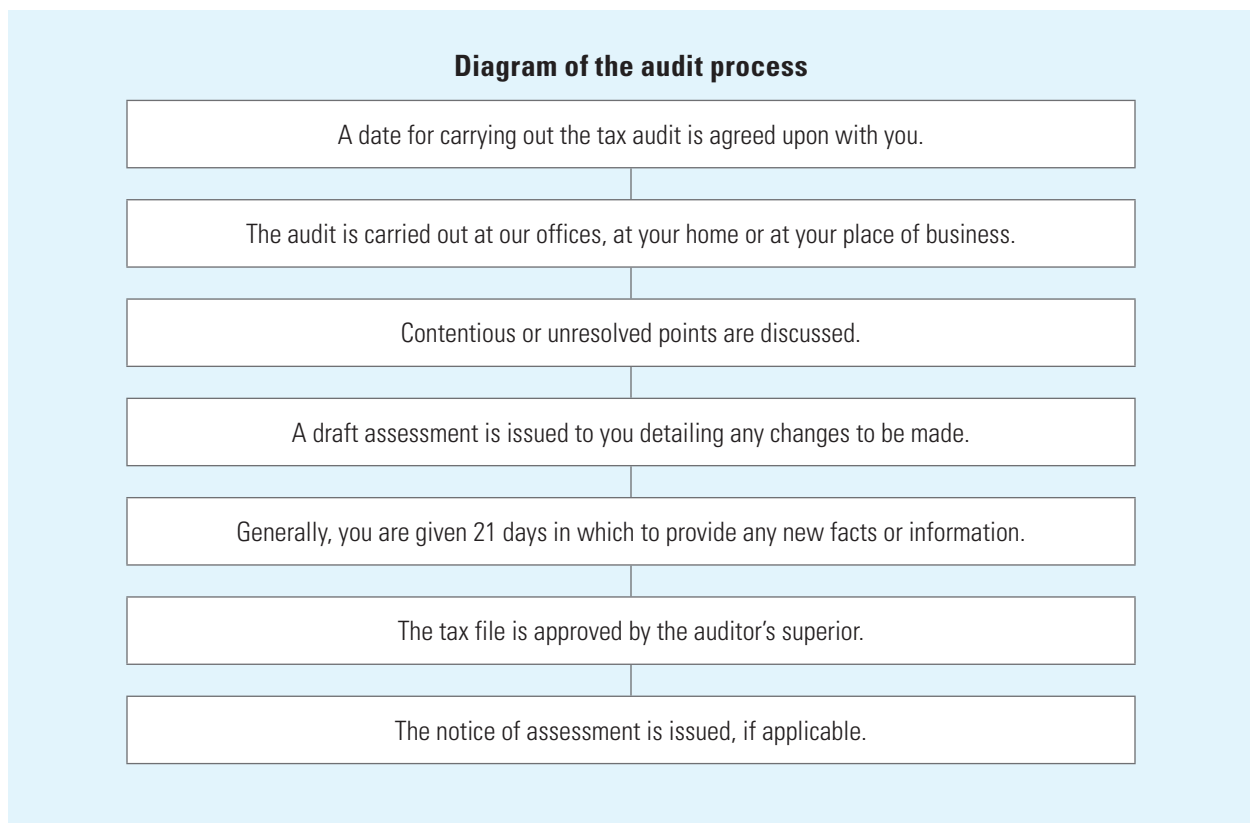 Diagram of the audit process
A date for carrying out the tax audit is agreed upon with you.
The audit is carried out at our offices, at your home or at your place of business.
Contentious or unresolved points are discussed.
A draft assessment is issued to you detailing any changes to be made.
Generally, you are given 21 days in which to provide any new facts or information.
The tax file is approved by the auditor’s superior.
The notice of assessment is issued, if applicable.